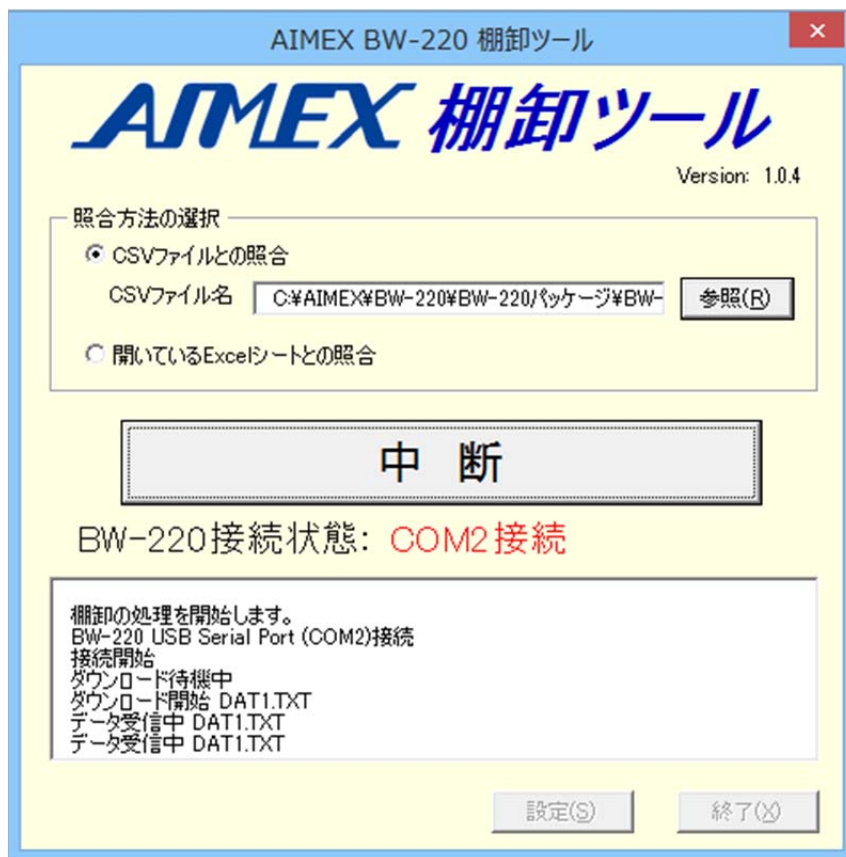 AIMEX BW-220 棚卸ツール
AIMEX 棚卸ツール
Version: 1.0.4
照合方法の選択
CSVファイルとの照合
CSVファイル名 C:¥AIMEX¥BW-220¥BW-220パッケージ¥BW- 参照(R)
開いているExcelシートとの照合
中 断
BW-220接続状態: COM2接続
棚卸の処理を開始します。
BW-220 USB Serial Port (COM2)接続
接続開始
ダウンロード待機中
ダウンロード開始 DAT1.TXT
データ受信中 DAT1.TXT
データ受信中 DAT1.TXT
設定(S) 終了(X)